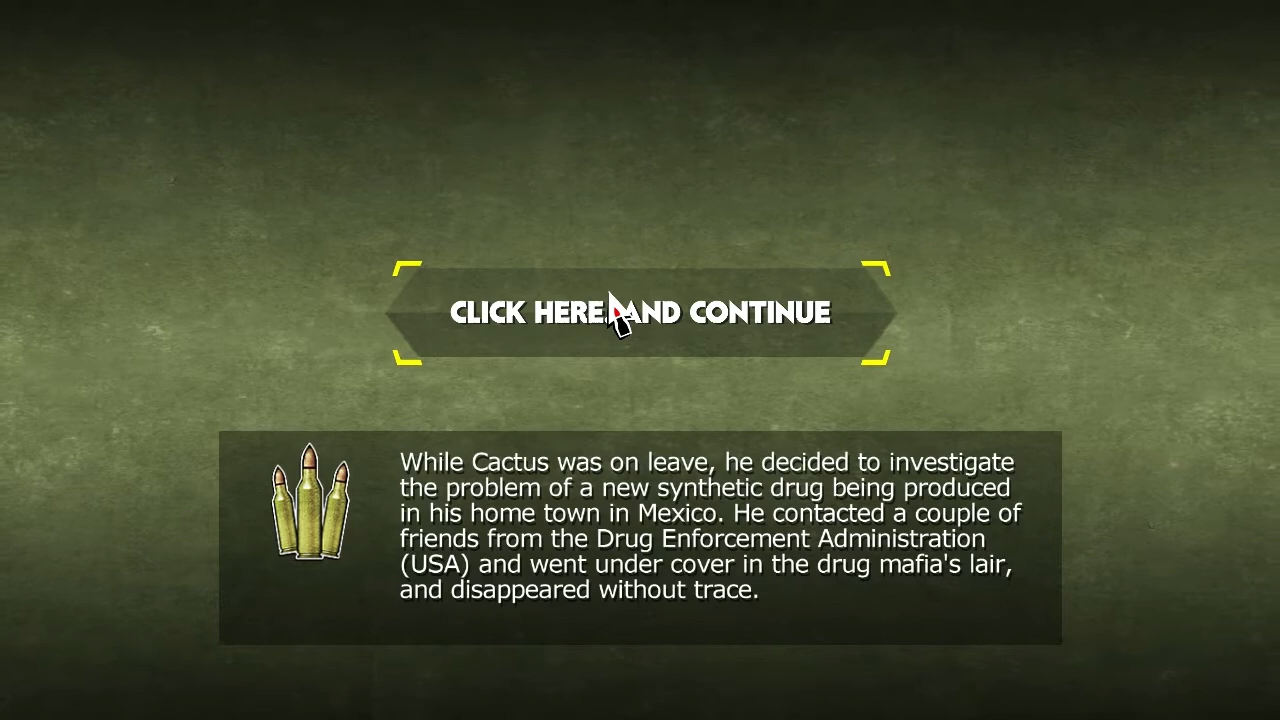 CLICK HERE, AND CONTINUE
While Cactus was on leave, he decided to investigate
the problem of a new synthetic drug being produced
in his home town in Mexico. He contacted a couple of
friends from the Drug Enforcement Administration
(USA) and went under cover in the drug mafia's lair,
and disappeared without trace.